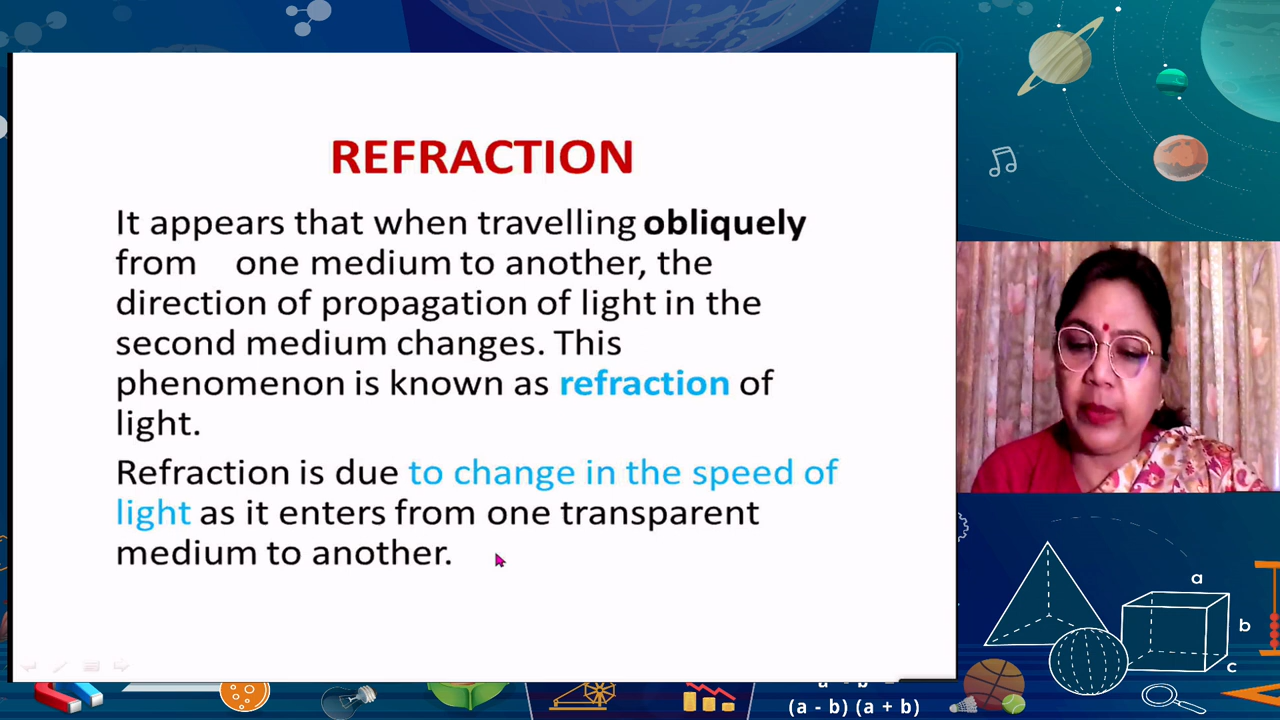 REFRACTION
It appears that when travelling obliquely
from one medium to another, the
direction of propagation of light in the
second medium changes. This
phenomenon is known as refraction of
light.
Refraction is due to change in the speed of
light as it enters from one transparent
medium to another.
a
b
c
(a - b) (a + b)